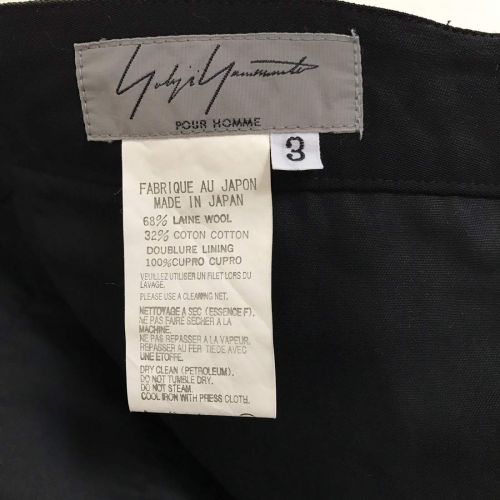 Yohji Yamamoto
POUR HOMME
3
FABRIQUE AU JAPON
MADE IN JAPAN
68% LAINE WOOL
32% COTON COTTON
DOUBLURE LINING
100%CUPRO CUPRO
VEUILLEZ UTILISER UN FILET LORS DU
LAVAGE.
PLEASE USE A CLEANING NET.
NETTOYAGE A SEC (ESSENCE F).
NE PAS FAIRE SECHER A LA
MACHINE.
NE PAS REPASSER A LA VAPEUR.
REPASSER AU FER TIEDE AVEC
UNE ETOFFE.
DRY CLEAN (PETROLEUM).
DO NOT TUMBLE DRY.
DO NOT STEAM.
COOL IRON WITH PRESS CLOTH.